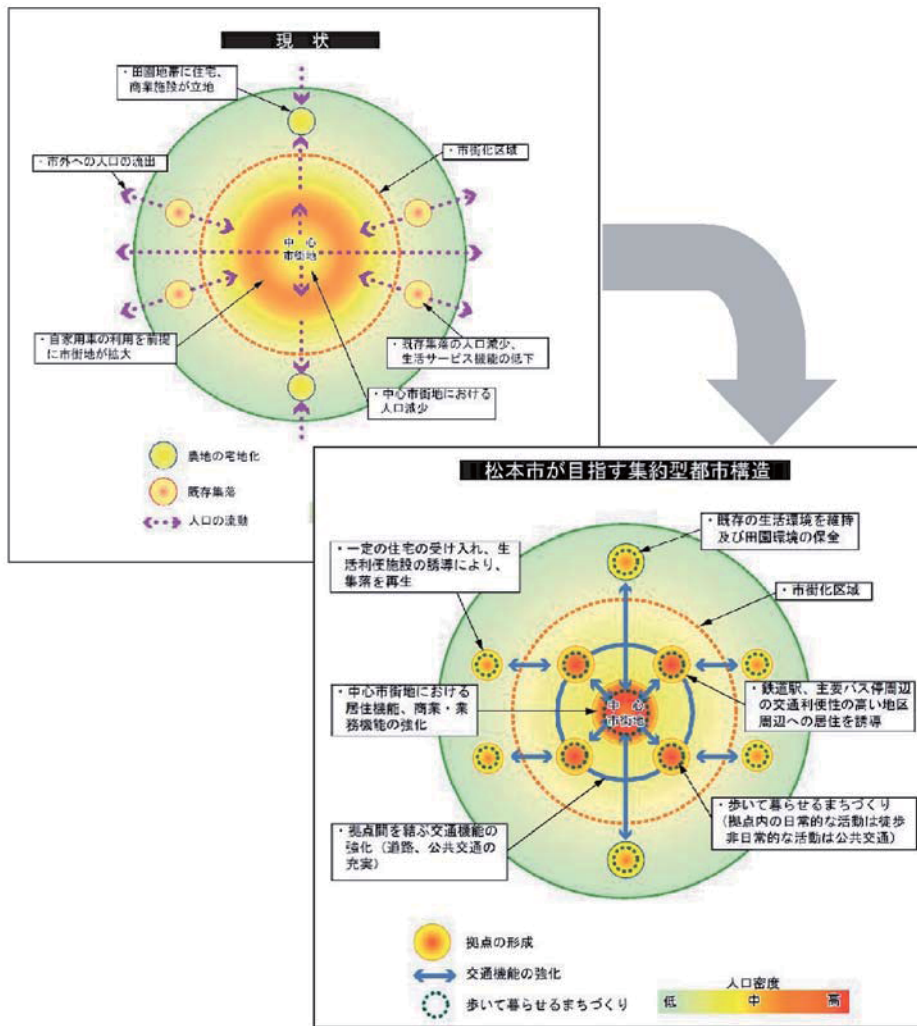 現 状
・田園地帯に住宅、
商業施設が立地
・市外への人口の流出
・市街化区域
中 心
市街地
・自家用車の利用を前提
に市街地が拡大
・既存集落の人口減少、
生活サービス機能の低下
・中心市街地における
人口減少
農地の宅地化
既存集落
人口の流動
松本市が目指す集約型都市構造
・既存の生活環境を維持
及び田園環境の保全
・一定の住宅の受け入れ、生
活利便施設の誘導により、
集落を再生
・市街化区域
・中心市街地における
居住機能、商業・業
務機能の強化
中 心
市街地
・鉄道駅、主要バス停周辺
の交通利便性の高い地区
周辺への居住を誘導
・歩いて暮らせるまちづくり
（拠点内の日常的な活動は徒歩
非日常的な活動は公共交通）
・拠点間を結ぶ交通機能の
強化（道路、公共交通の
充実）
拠点の形成
交通機能の強化
歩いて暮らせるまちづくり
人口密度
低 中 高